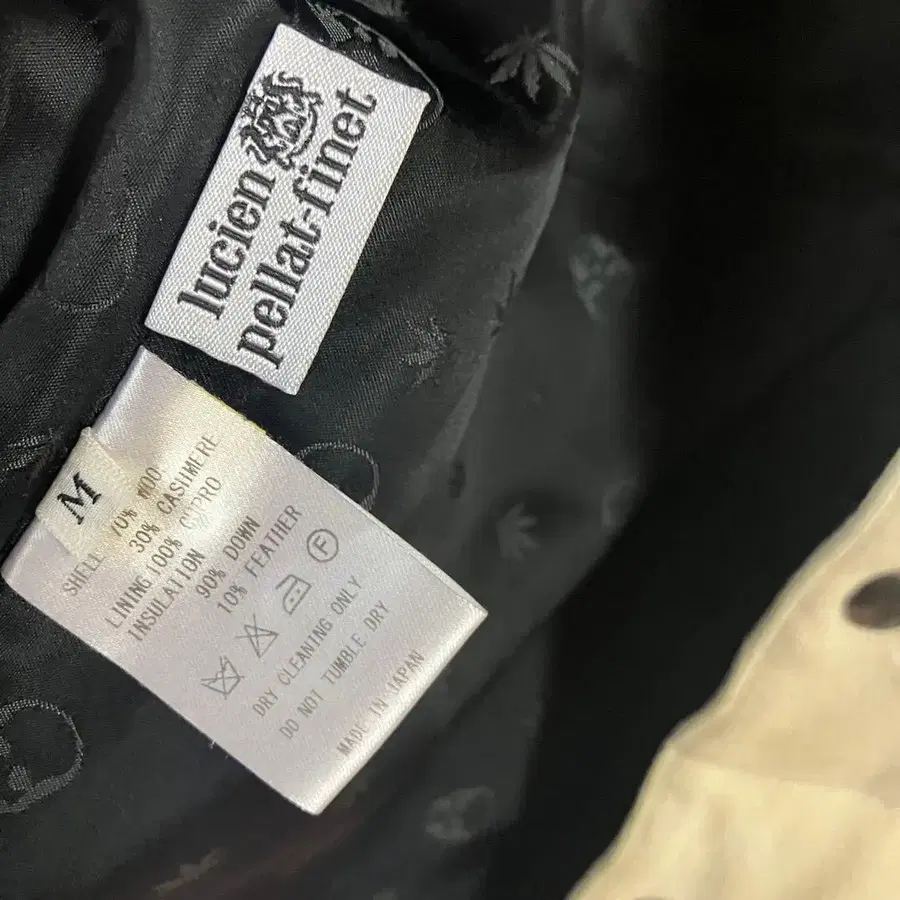 lucien
pellat-finet
M
SHELL 70% WOO
30% CASHMERE
LINING 100% CUPRO
INSULATION
90% DOWN
10% FEATHER
F
DRY CLEANING ONLY
DO NOT TUMBLE DRY
MADE IN JAPAN